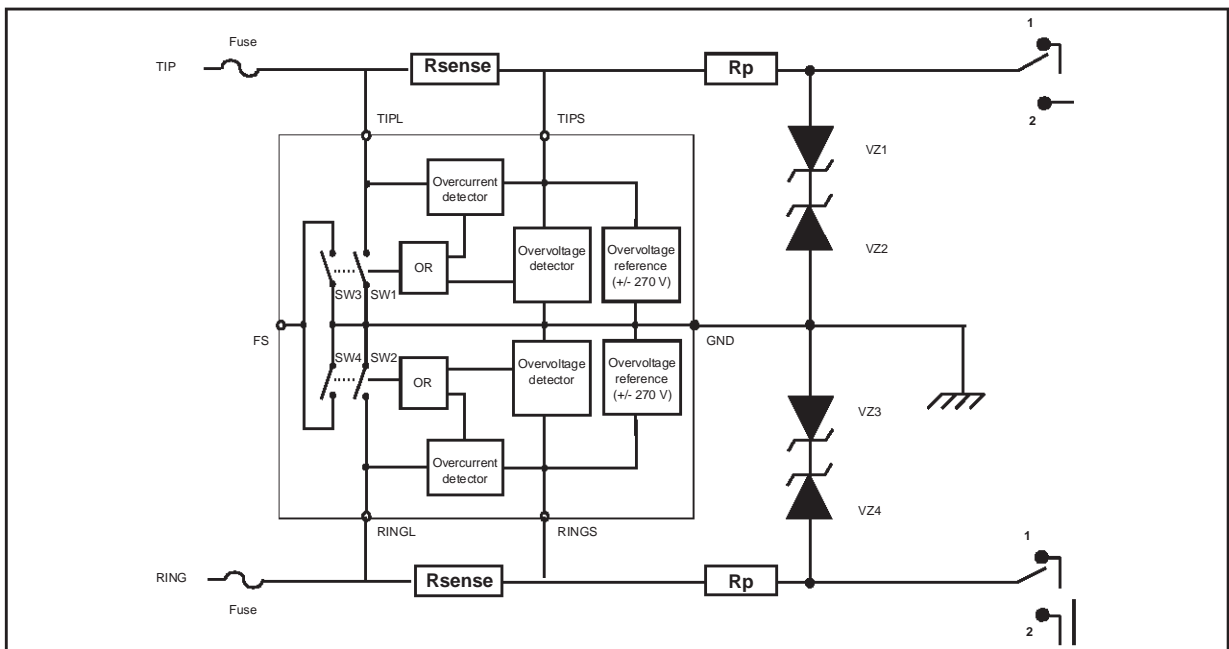 1
Fuse
TIP
Rsense
Rp
2
TIPL
TIPS
VZ1
Overcurrent
detector
OR
Overvoltage
detector
Overvoltage
reference
(+/- 270 V)
VZ2
SW3
SW1
FS
GND
SW4
SW2
OR
Overvoltage
detector
Overvoltage
reference
(+/- 270 V)
VZ3
Overcurrent
detector
VZ4
RINGL
RINGS
1
RING
Rsense
Rp
Fuse
2